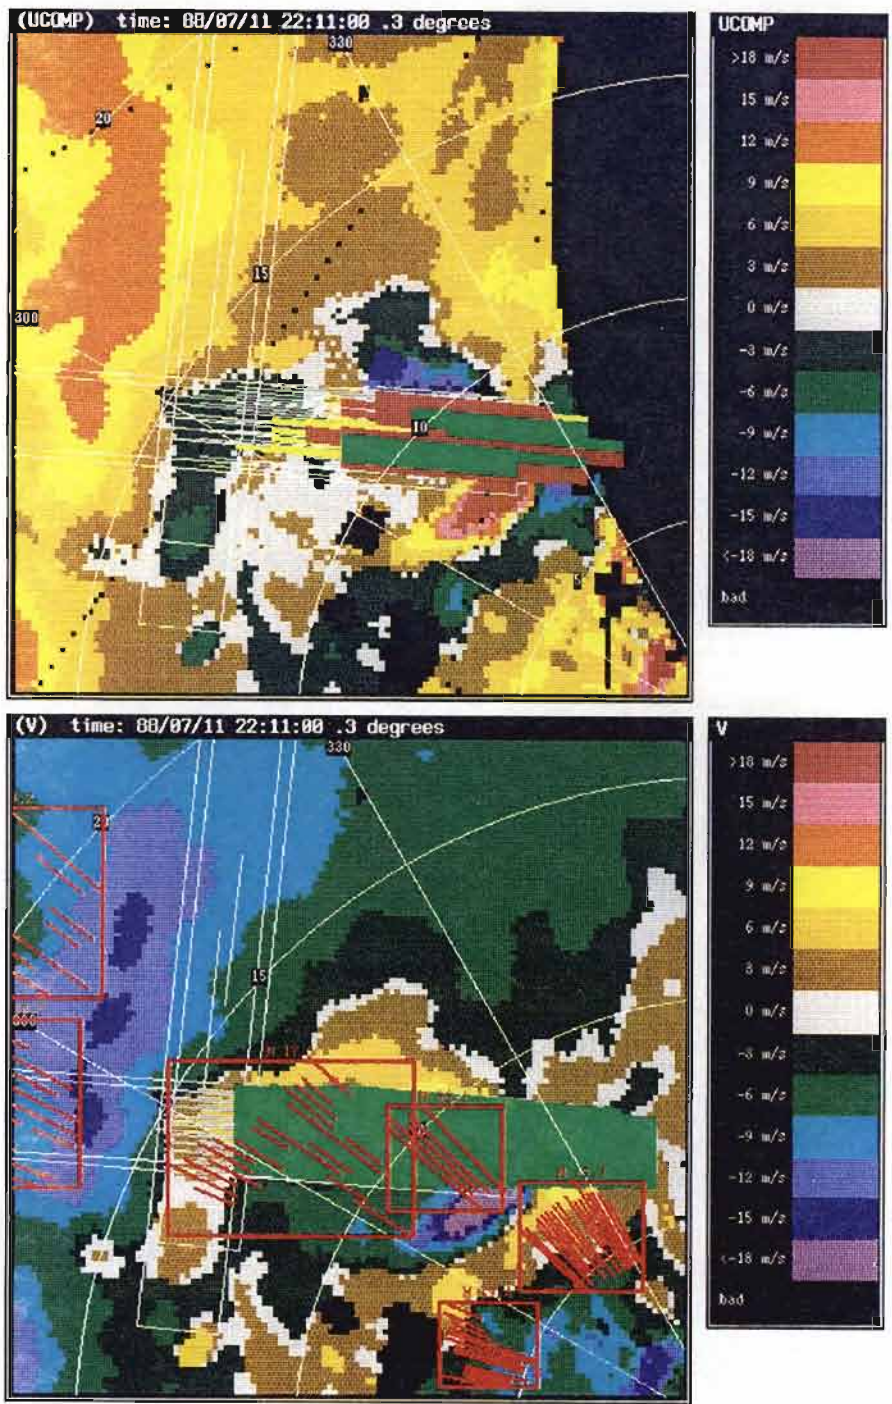 (UCOMP) time: 88/07/11 22:11:00 .3 degrees
330
20
15
300
10
5
UCOMP
>18 m/s
15 m/s
12 m/s
9 m/s
6 m/s
3 m/s
0 m/s
-3 m/s
-6 m/s
-9 m/s
-12 m/s
-15 m/s
<-18 m/s
bad
(V) time: 88/07/11 22:11:00 .3 degrees
330
20
15
300
V
>18 m/s
15 m/s
12 m/s
9 m/s
6 m/s
3 m/s
0 m/s
-3 m/s
-6 m/s
-9 m/s
-12 m/s
-15 m/s
<-18 m/s
bad